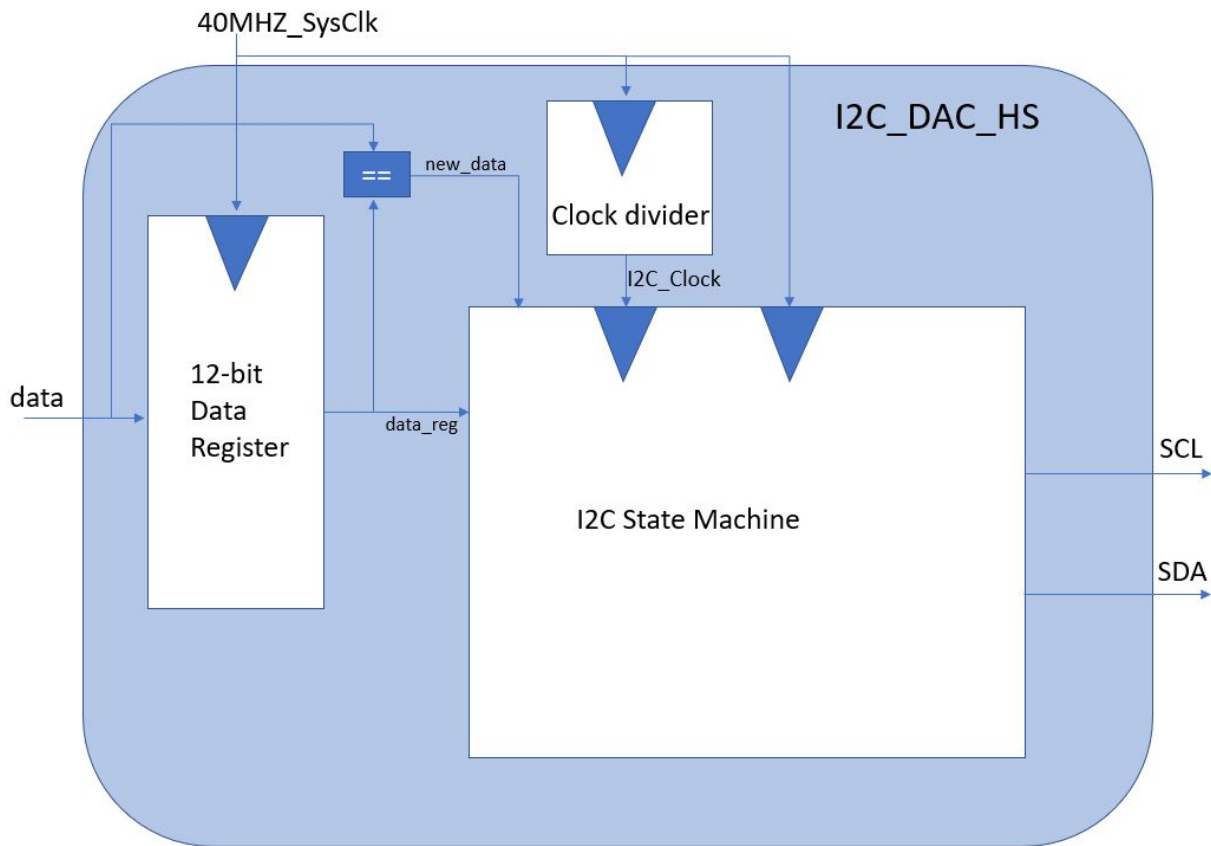 40MHZ_SysClk
I2C_DAC_HS
==
new_data
Clock divider
I2C_Clock
data
12-bit
Data
Register
data_reg
I2C State Machine
SCL
SDA